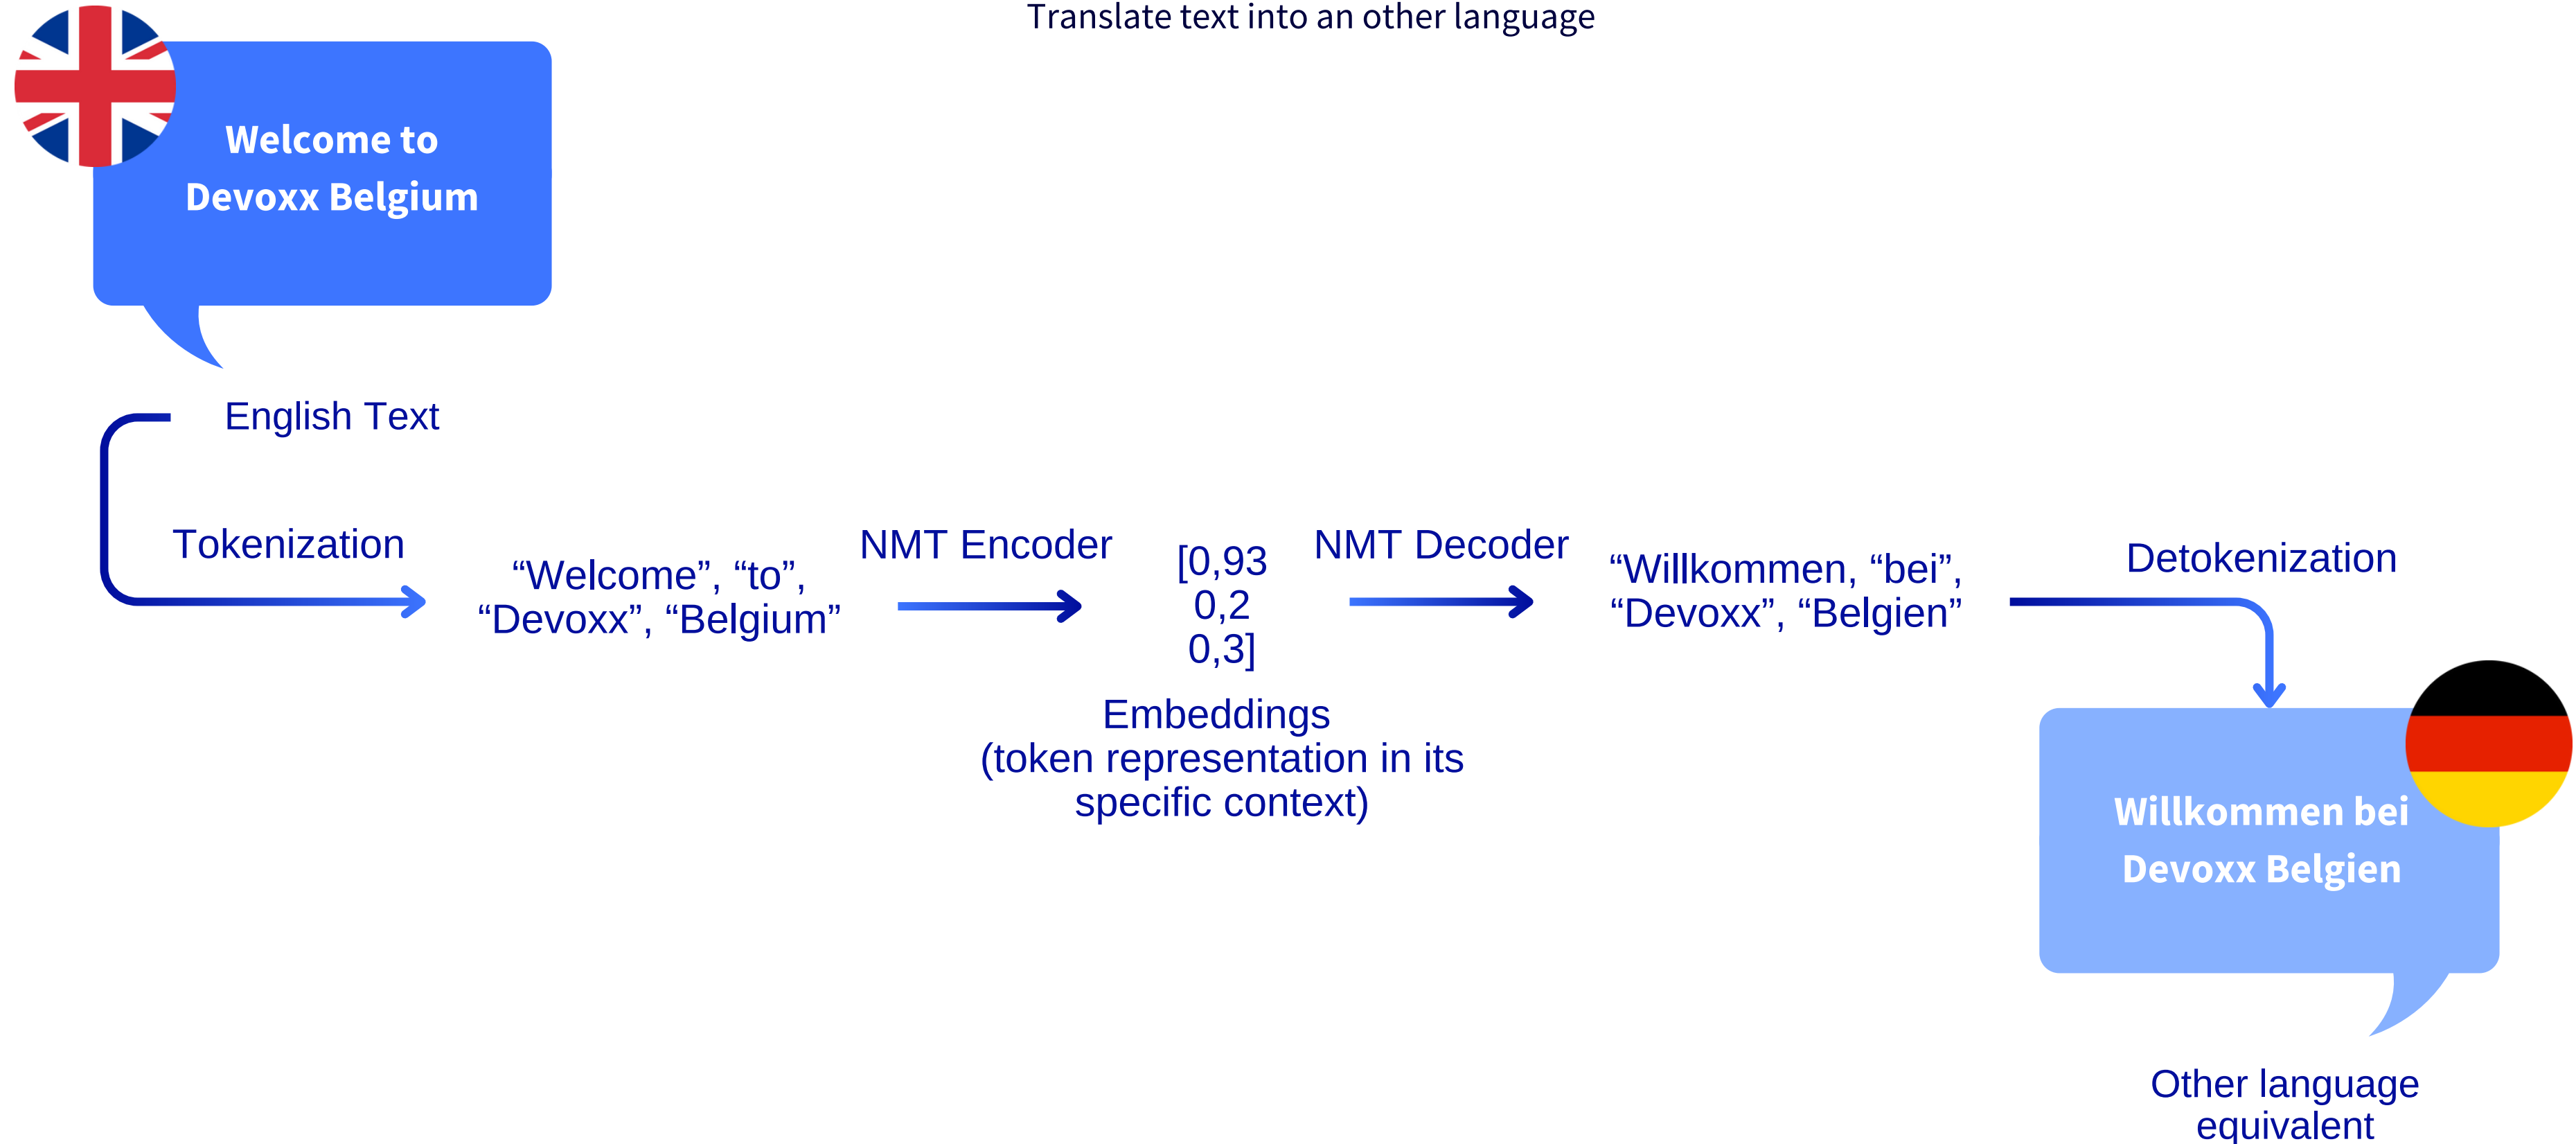 Translate text into an other language
Welcome to
Devoxx Belgium
English Text
Tokenization
“Welcome”, “to”,
“Devoxx”, “Belgium”
NMT Encoder
[0,93
0,2
0,3]
Embeddings
(token representation in its
specific context)
NMT Decoder
“Willkommen, “bei”,
“Devoxx”, “Belgien”
Detokenization
Willkommen bei
Devoxx Belgien
Other language
equivalent